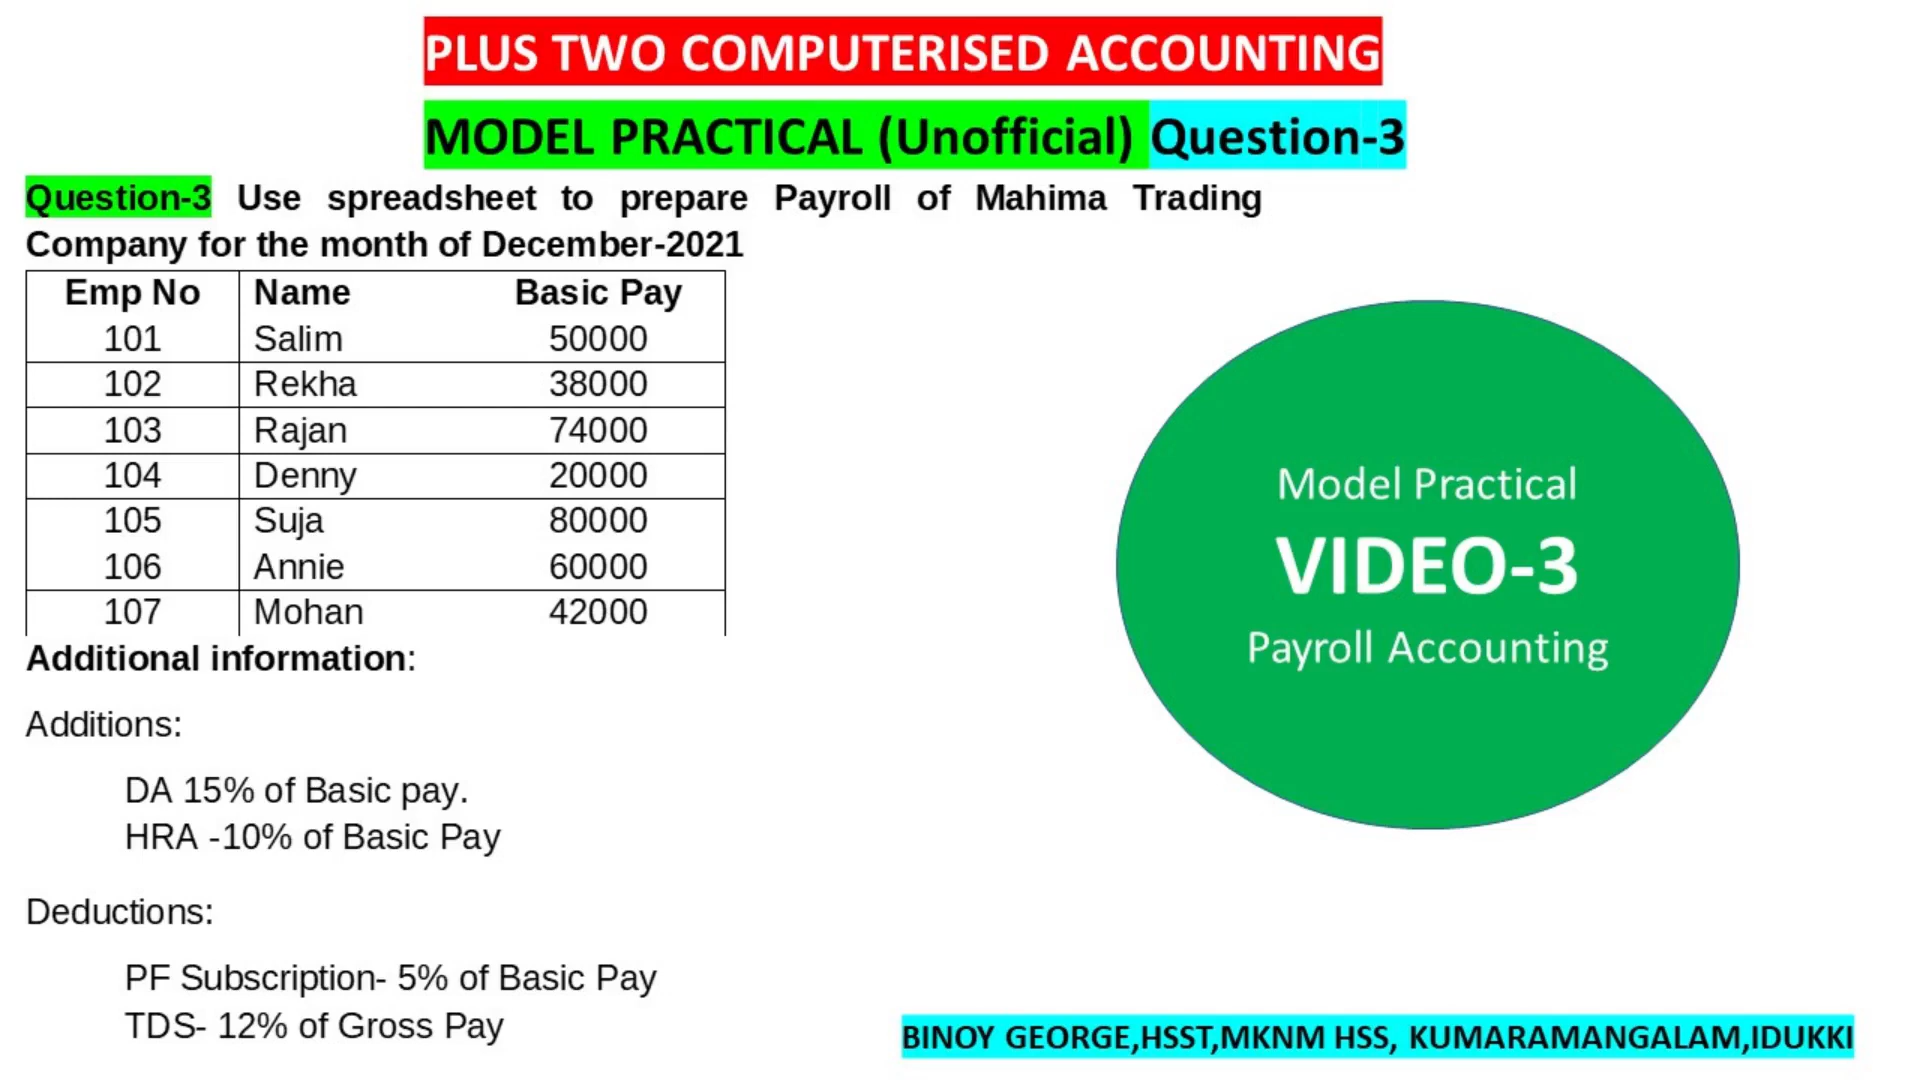 PLUS TWO COMPUTERISED ACCOUNTING
MODEL PRACTICAL (Unofficial) Question-3
Question-3 Use spreadsheet to prepare Payroll of Mahima Trading
Company for the month of December-2021
Emp No Name Basic Pay
101 Salim 50000
102 Rekha 38000
103 Rajan 74000
104 Denny 20000
105 Suja 80000
106 Annie 60000
107 Mohan 42000
Additional information:
Additions:
DA 15% of Basic pay.
HRA -10% of Basic Pay
Deductions:
PF Subscription- 5% of Basic Pay
TDS- 12% of Gross Pay
Model Practical
VIDEO-3
Payroll Accounting
BINOY GEORGE,HSST,MKNM HSS, KUMARAMANGALAM,IDUKKI